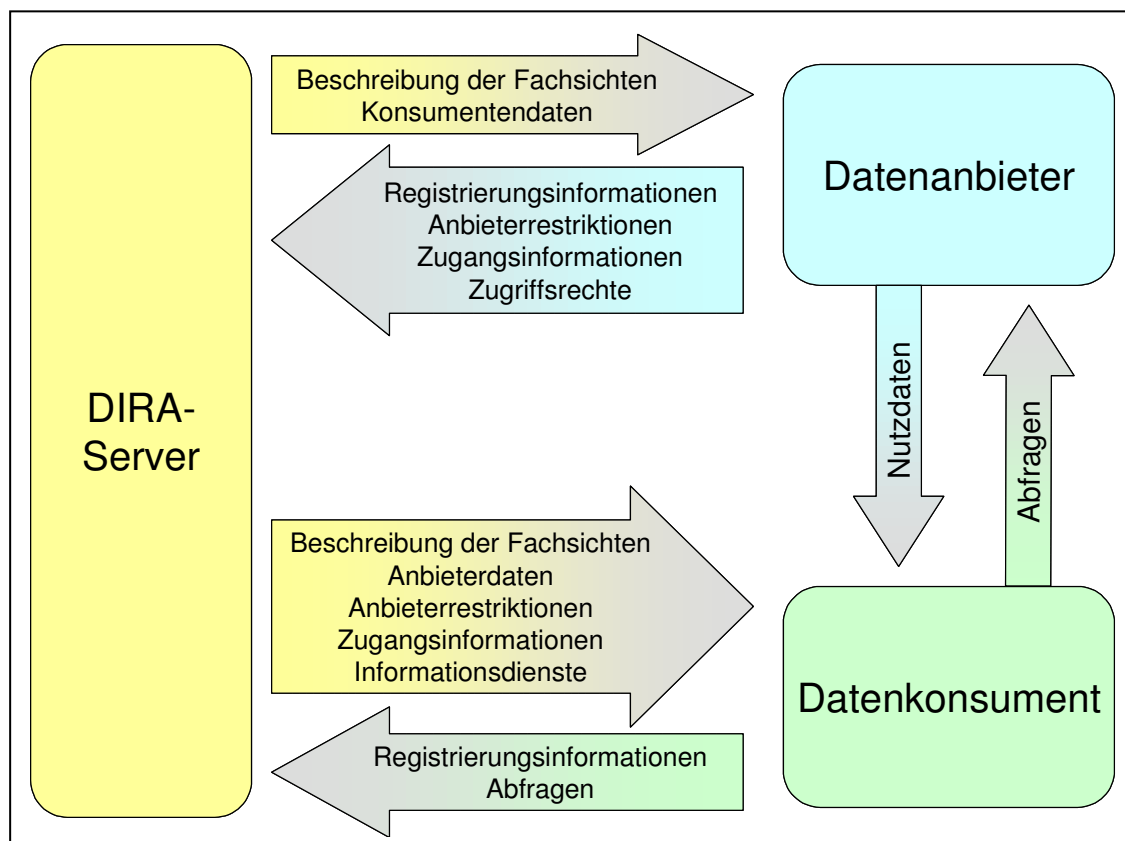 Beschreibung der Fachsichten
Konsumentendaten
Registrierungsinformationen
Anbieterrestriktionen
Zugangsinformationen
Zugriffsrechte
Datenanbieter
DIRA-
Server
Nutzdaten
Abfragen
Beschreibung der Fachsichten
Anbieterdaten
Anbieterrestriktionen
Zugangsinformationen
Informationsdienste
Datenkonsument
Registrierungsinformationen
Abfragen